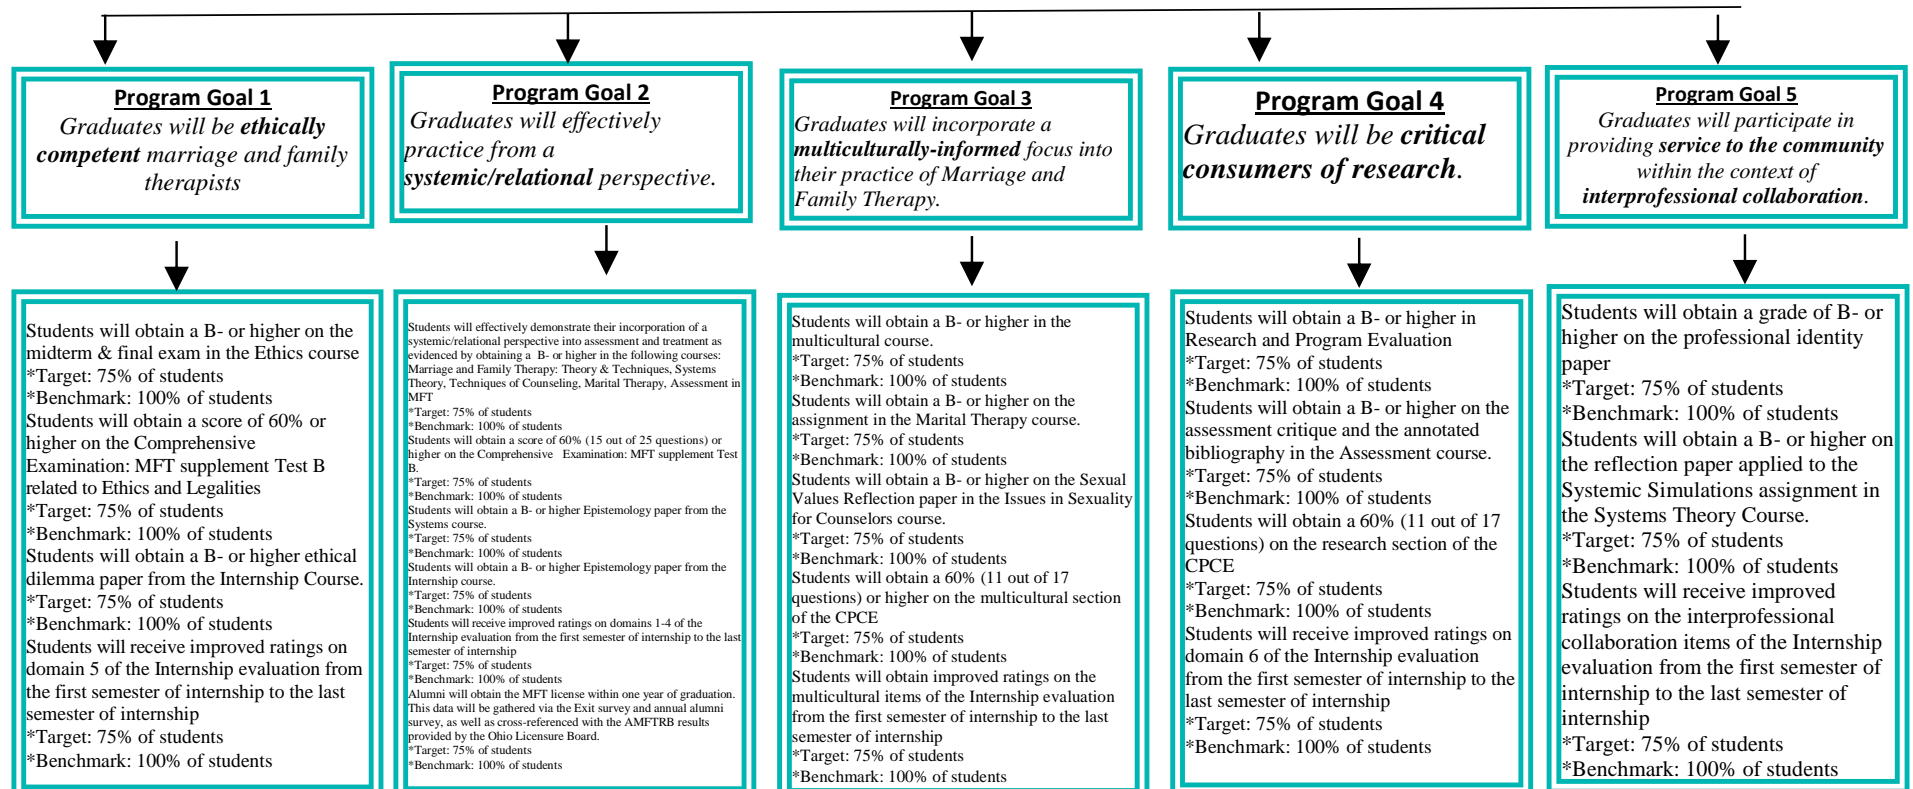 Program Goal 1
Graduates will be ethically
competent marriage and family
therapists
Program Goal 2
Graduates will effectively
practice from a
systemic/relational perspective.
Program Goal 3
Graduates will incorporate a
multiculturally-informed focus into
their practice of Marriage and
Family Therapy.
Program Goal 4
Graduates will be critical
consumers of research.
Program Goal 5
Graduates will participate in
providing service to the community
within the context of
interprofessional collaboration.
Students will obtain a B- or higher on the
midterm & final exam in the Ethics course
*Target: 75% of students
*Benchmark: 100% of students
Students will obtain a score of 60% or
higher on the Comprehensive
Examination: MFT supplement Test B
related to Ethics and Legalities
*Target: 75% of students
*Benchmark: 100% of students
Students will obtain a B- or higher ethical
dilemma paper from the Internship Course.
*Target: 75% of students
*Benchmark: 100% of students
Students will receive improved ratings on
domain 5 of the Internship evaluation from
the first semester of internship to the last
semester of internship
*Target: 75% of students
*Benchmark: 100% of students
Students will effectively demonstrate their incorporation of a
systemic/relational perspective into assessment and treatment as
evidenced by obtaining a B- or higher in the following courses:
Marriage and Family Therapy: Theory & Techniques, Systems
Theory, Techniques of Counseling, Marital Therapy, Assessment in
MFT
*Target: 75% of students
*Benchmark: 100% of students
Students will obtain a score of 60% (15 out of 25 questions) or
higher on the Comprehensive Examination: MFT supplement Test
B.
*Target: 75% of students
*Benchmark: 100% of students
Students will obtain a B- or higher Epistemology paper from the
Systems course.
*Target: 75% of students
*Benchmark: 100% of students
Students will obtain a B- or higher Epistemology paper from the
Internship course.
*Target: 75% of students
*Benchmark: 100% of students
Students will receive improved ratings on domains 1-4 of the
Internship evaluation from the first semester of internship to the last
semester of internship
*Target: 75% of students
*Benchmark: 100% of students
Alumni will obtain the MFT license within one year of graduation.
This data will be gathered via the Exit survey and annual alumni
survey, as well as cross-referenced with the AMFTRB results
provided by the Ohio Licensure Board.
*Target: 75% of students
*Benchmark: 100% of students
Students will obtain a B- or higher in the
multicultural course.
*Target: 75% of students
*Benchmark: 100% of students
Students will obtain a B- or higher on the
assignment in the Marital Therapy course.
*Target: 75% of students
*Benchmark: 100% of students
Students will obtain a B- or higher on the Sexual
Values Reflection paper in the Issues in Sexuality
for Counselors course.
*Target: 75% of students
*Benchmark: 100% of students
Students will obtain a 60% (11 out of 17
questions) or higher on the multicultural section
of the CPCE
*Target: 75% of students
*Benchmark: 100% of students
Students will obtain improved ratings on the
multicultural items of the Internship evaluation
from the first semester of internship to the last
semester of internship
*Target: 75% of students
*Benchmark: 100% of students
Students will obtain a B- or higher in
Research and Program Evaluation
*Target: 75% of students
*Benchmark: 100% of students
Students will obtain a B- or higher on the
assessment critique and the annotated
bibliography in the Assessment course.
*Target: 75% of students
*Benchmark: 100% of students
Students will obtain a 60% (11 out of 17
questions) on the research section of the
CPCE
*Target: 75% of students
*Benchmark: 100% of students
Students will receive improved ratings on
domain 6 of the Internship evaluation
from the first semester of internship to the
last semester of internship
*Target: 75% of students
*Benchmark: 100% of students
Students will obtain a grade of B- or
higher on the professional identity
paper
*Target: 75% of students
*Benchmark: 100% of students
Students will obtain a B- or higher on
the reflection paper applied to the
Systemic Simulations assignment in
the Systems Theory Course.
*Target: 75% of students
*Benchmark: 100% of students
Students will receive improved
ratings on the interprofessional
collaboration items of the Internship
evaluation from the first semester of
internship to the last semester of
internship
*Target: 75% of students
*Benchmark: 100% of students